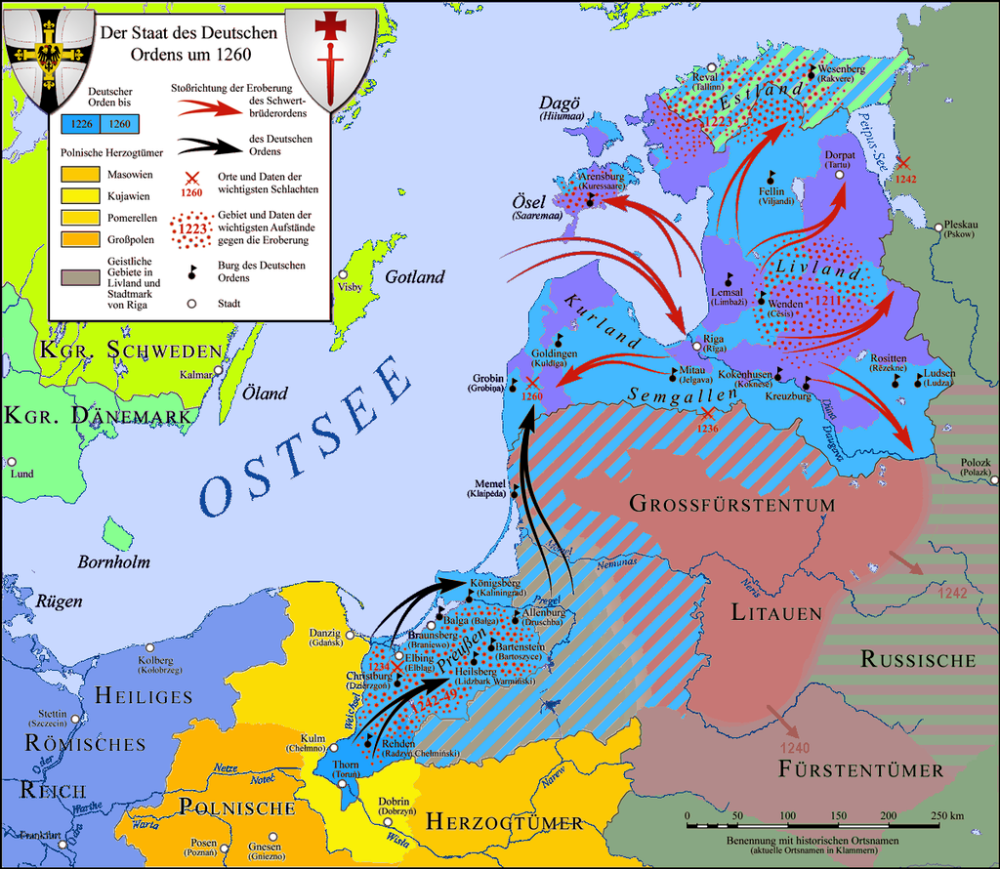 Der Staat des Deutschen
Ordens um 1260
Deutscher
Orden bis
1226
1260
Polnische Herzogtümer
Masowien
Kujawien
Pomerellen
Großpolen
Geistliche
Gebiete in
Livland und
Stadtmark
von Riga
Stoßrichtung der Eroberung
des Schwert-
brüderordens
des Deutschen
Ordens
1260
Orte und Daten der
wichtigsten Schlachten
1223
Gebiet und Daten der
wichtigsten Aufstände
gegen die Eroberung
Burg des Deutschen
Ordens
Stadt
Reval
(Tallinn)
Wesenberg
(Rakvere)
Estland
1223
Dagö
(Hiiumaa)
Peipus-See
1242
Dorpat
(Tartu)
Arensburg
(Kuressaare)
Fellin
(Viljandi)
Ösel
(Saaremaa)
Pleskau
(Pskow)
Livland
1211
Lemsal
(Limbaži)
Wenden
(Cēsis)
Gotland
Visby
Kurland
Riga
(Rīga)
Goldingen
(Kuldīga)
Kgr. Schweden
Kalmar
Öland
Grobin
(Grobiņa)
1260
Mitau
(Jelgava)
Kokenhusen
(Koknese)
Kreuzburg
Rositten
(Rēzekne)
Ludsen
(Ludza)
Semgallen
1236
Düna
Daugava
Kgr. Dänemark
Lund
Ostsee
Polozk
(Polazk)
Memel
(Klaipėda)
Grossfürstentum
Litauen
Memel
Nemunas
Neris
1242
Bornholm
Rügen
Königsberg
(Kaliningrad)
Pregel
Balga (Balga)
Allenburg
(Druschba)
Danzig
(Gdańsk)
Braunsberg
(Braniewo)
Preußen
Bartenstein
(Bartoszyce)
Elbing
(Elbląg)
1234
Heilsberg
(Lidzbark Warmiński)
Christburg
(Dzierzgoń)
1242-49
Weichsel
Kolberg
(Kołobrzeg)
Heiliges
Römisches
Reich
Stettin
(Szczecin)
Oder
Russische
Fürstentümer
1240
Kulm
(Chełmno)
Rehden
(Radzyń Chełmiński)
Thorn
(Toruń)
Netze
Noteć
Warthe
Warta
Polnische
Herzogtümer
Dobrin
(Dobrzyń)
Narew
Wisła
Frankfurt
Odra
Posen
(Poznań)
Gnesen
(Gniezno)
0 50 100 150 200 250 km
Benennung mit historischen Ortsnamen
(aktuelle Ortsnamen in Klammern)